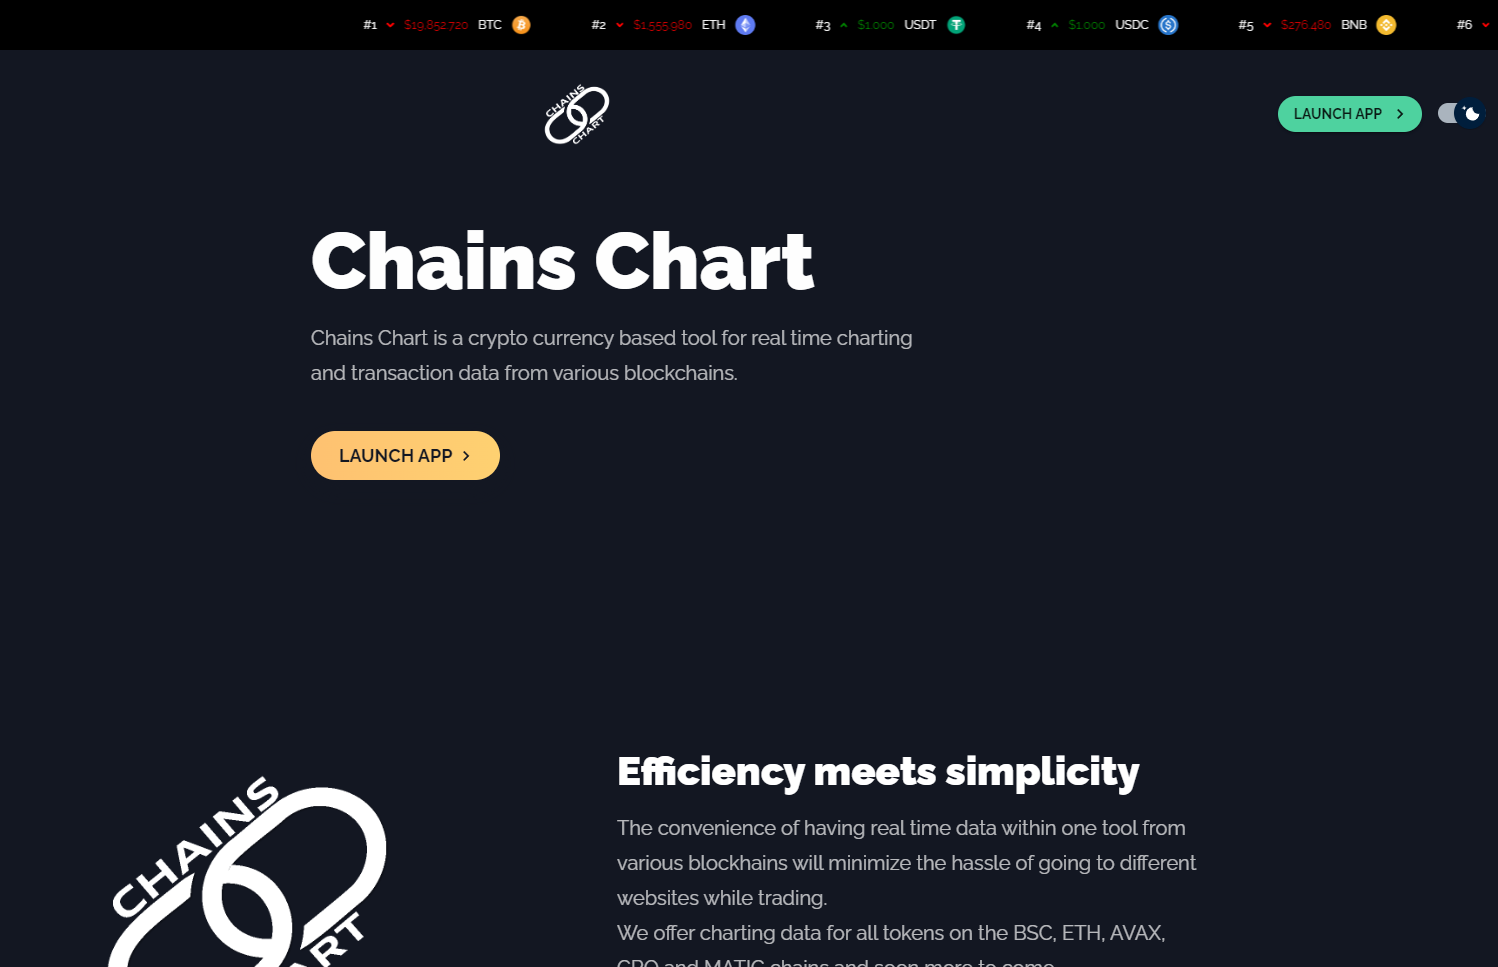 #1 $19,852.720 BTC #2 $1,555.980 ETH #3 $1.000 USDT #4 $1.000 USDC #5 $276.480 BNB #6
CHAINS
CHART
LAUNCH APP
Chains Chart
Chains Chart is a crypto currency based tool for real time charting
and transaction data from various blockchains.
LAUNCH APP
CHAINS
Efficiency meets simplicity
The convenience of having real time data within one tool from
various blockhains will minimize the hassle of going to different
websites while trading.
We offer charting data for all tokens on the BSC, ETH, AVAX,
CRO and MATIC chains and soon more to come.